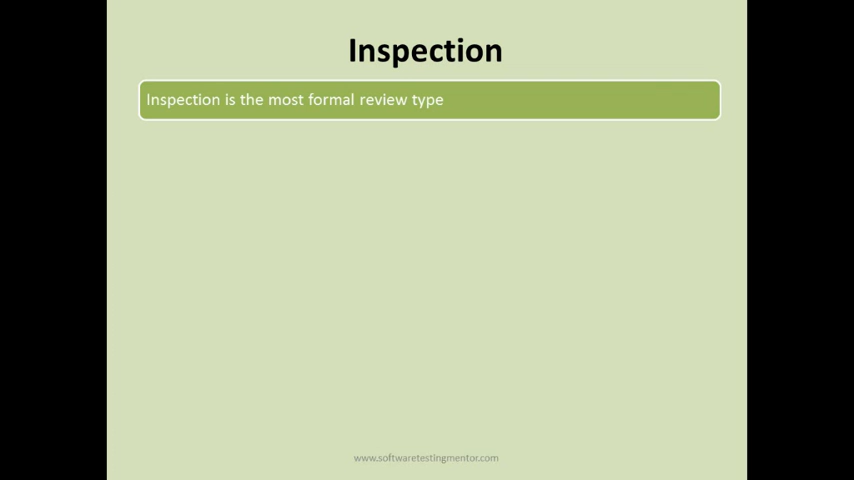 Inspection
Inspection is the most formal review type
www.softwaretestingmentor.com